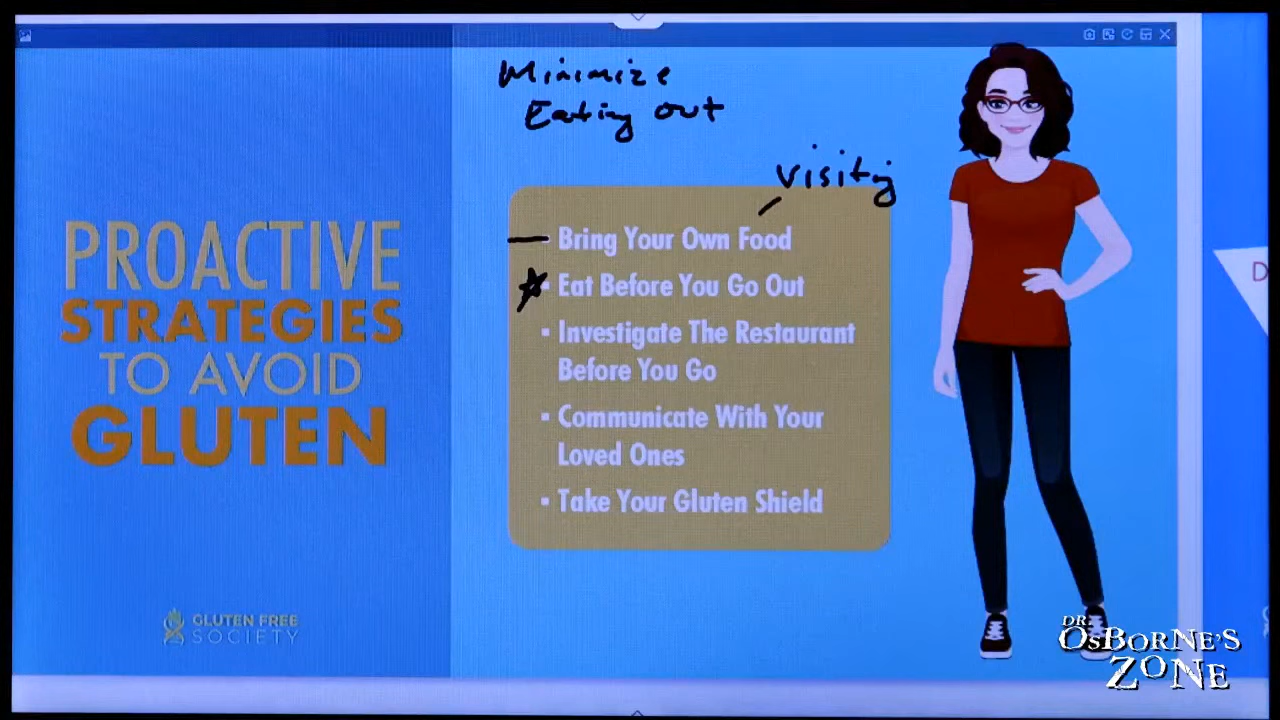 Minimize
Eating out
visiting
PROACTIVE
STRATEGIES
TO AVOID
GLUTEN
Bring Your Own Food
Eat Before You Go Out
Investigate The Restaurant
Before You Go
Communicate With Your
Loved Ones
Take Your Gluten Shield
GLUTEN FREE
SOCIETY
D
DR.
OSBORNE'S
ZONE